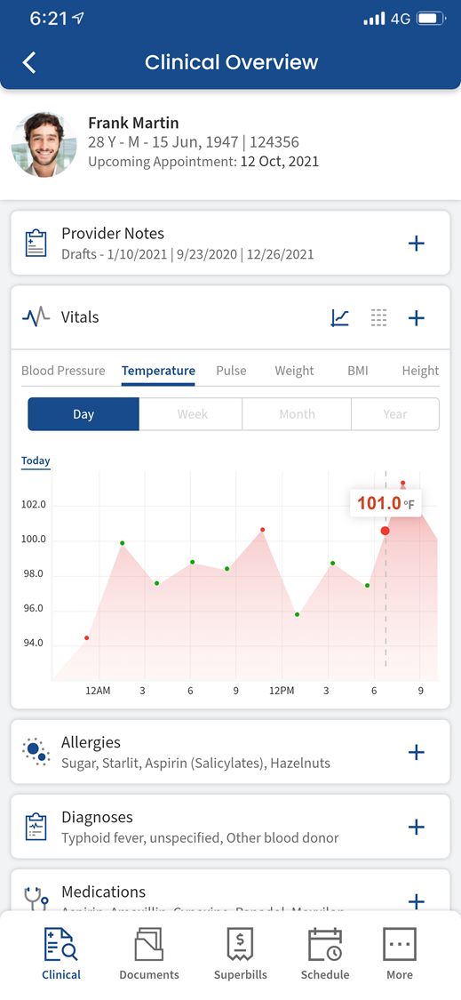 6:21 4G
Clinical Overview
Frank Martin
28 Y - M - 15 Jun, 1947 | 124356
Upcoming Appointment: 12 Oct, 2021
Provider Notes
Drafts - 1/10/2021 | 9/23/2020 | 12/26/2021
Vitals
Blood Pressure Temperature Pulse Weight BMI Height
Day Week Month Year
Today
101.0 °F
102.0
100.0
98.0
96.0
94.0
12AM 3 6 9 12PM 3 6 9
Allergies
Sugar, Starlit, Aspirin (Salicylates), Hazelnuts
Diagnoses
Typhoid fever, unspecified, Other blood donor
Medications
Clinical Documents Superbills Schedule More